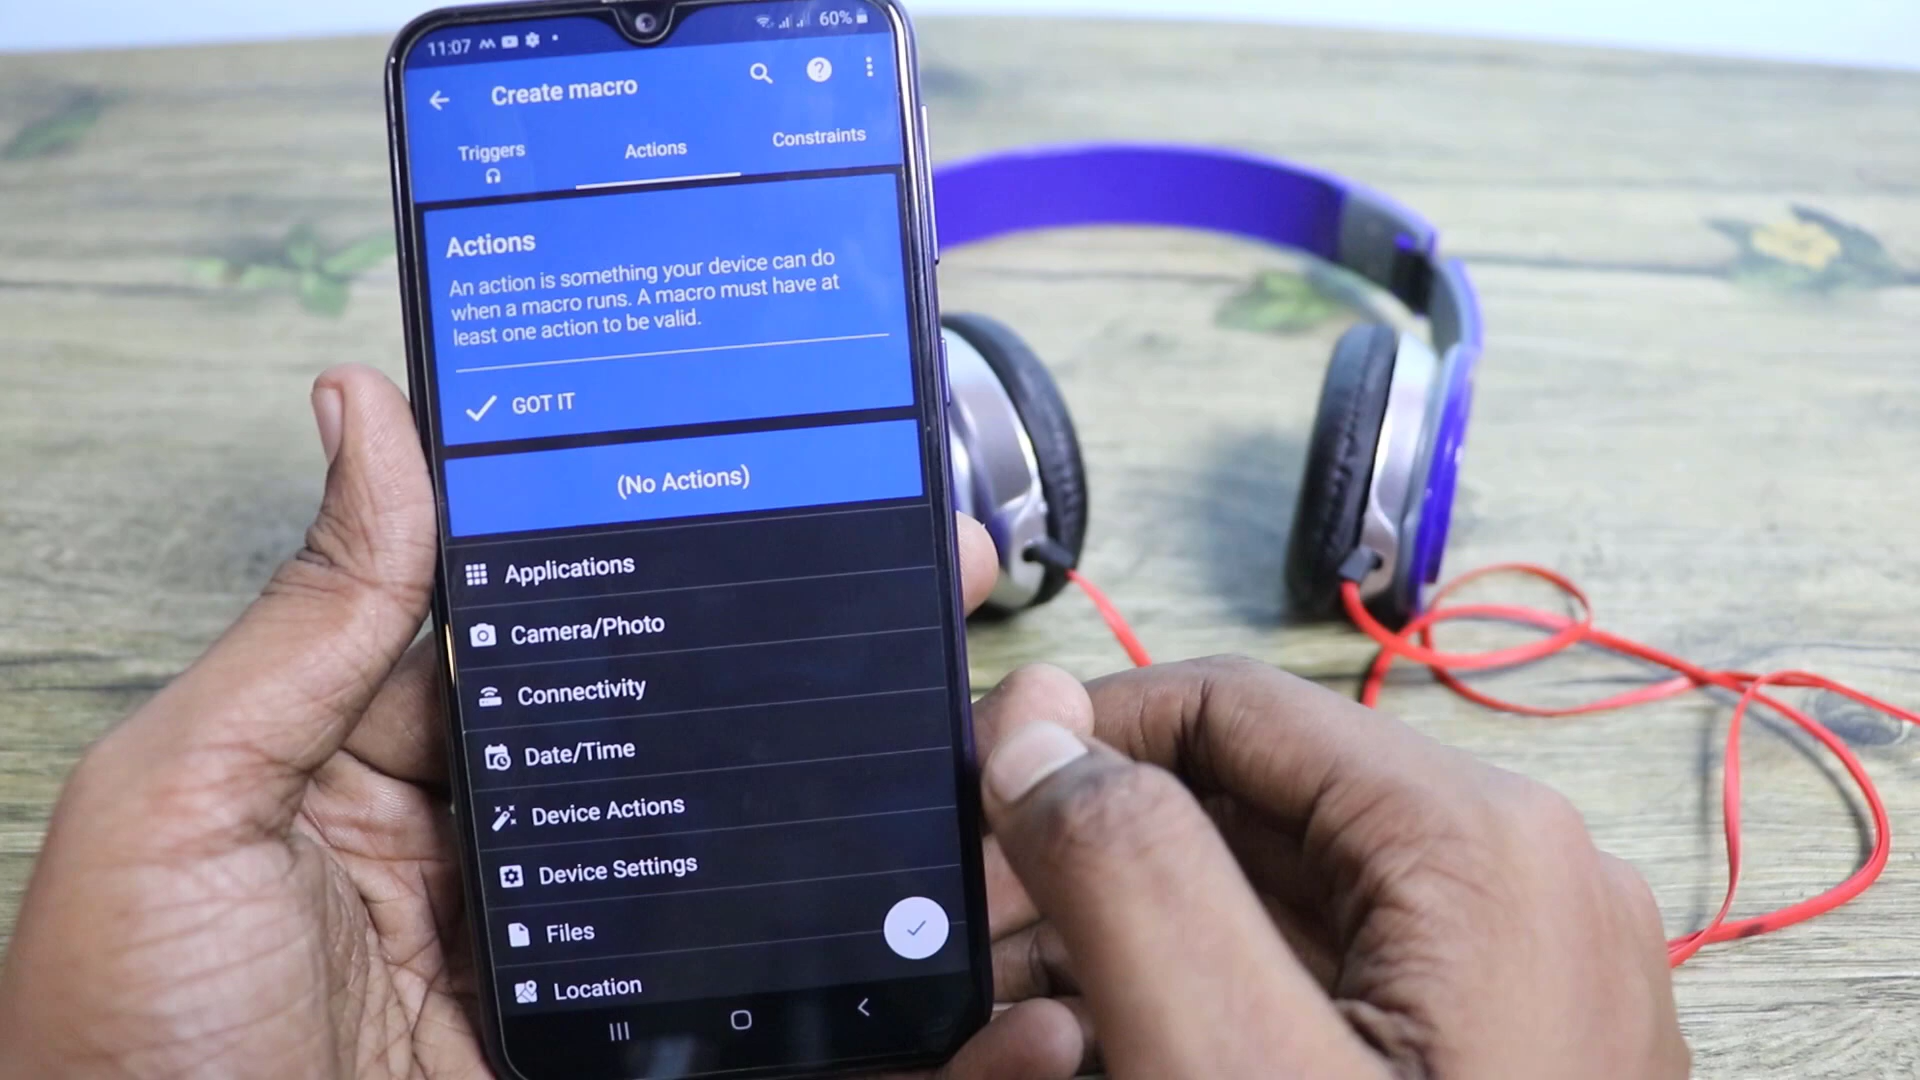 11:07
60%
Create macro
Triggers
Actions
Constraints
Actions
An action is something your device can do
when a macro runs. A macro must have at
least one action to be valid.
GOT IT
(No Actions)
Applications
Camera/Photo
Connectivity
Date/Time
Device Actions
Device Settings
Files
Location